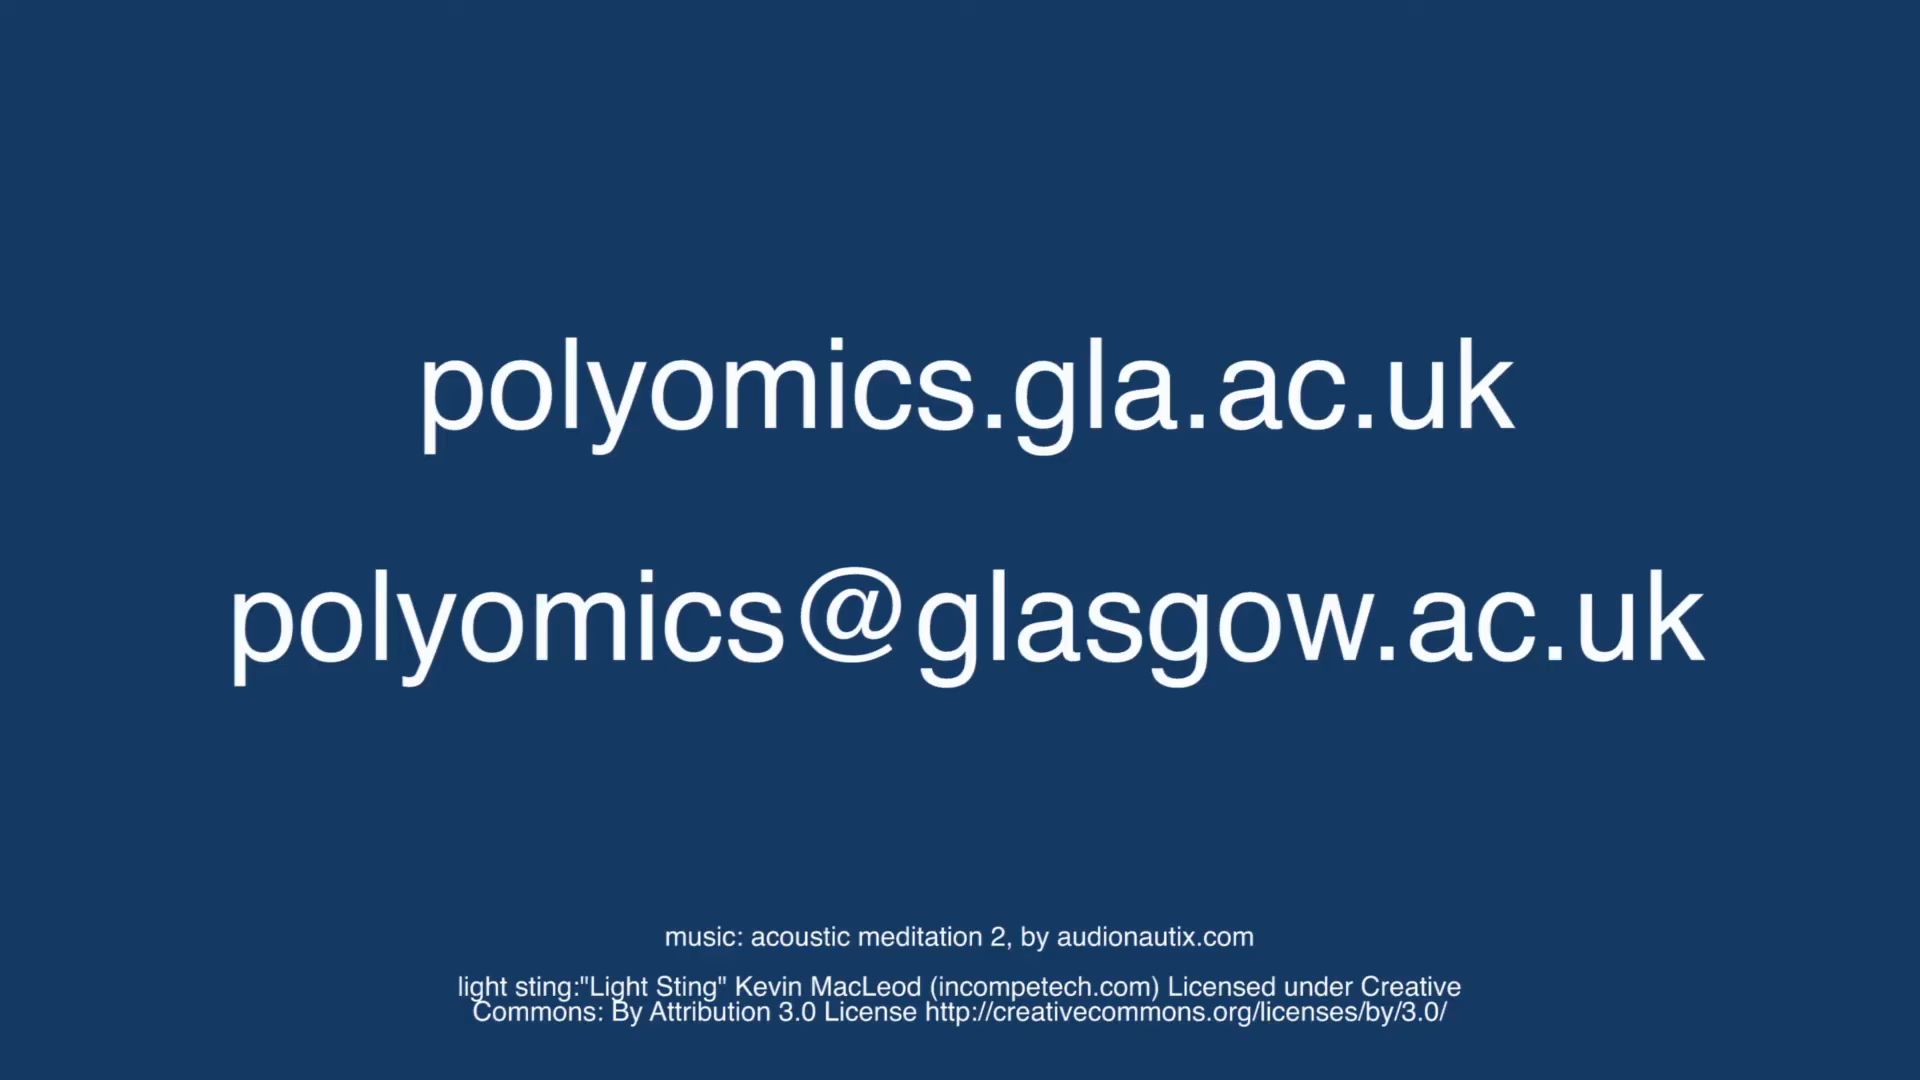 polyomics.gla.ac.uk
polyomics@glasgow.ac.uk
music: acoustic meditation 2, by audionautix.com
light sting:"Light Sting" Kevin MacLeod (incompetech.com) Licensed under Creative
Commons: By Attribution 3.0 License http://creativecommons.org/licenses/by/3.0/